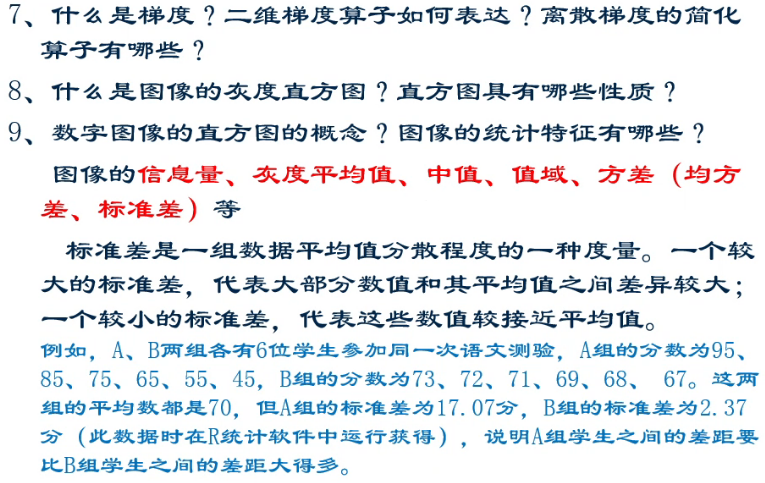 7、什么是梯度？二维梯度算子如何表达？离散梯度的简化
算子有哪些？
8、什么是图像的灰度直方图？直方图具有哪些性质？
9、数字图像的直方图的概念？图像的统计特征有哪些？
图像的信息量、灰度平均值、中值、值域、方差（均方
差、标准差）等
标准差是一组数据平均值分散程度的一种度量。一个较
大的标准差，代表大部分数值和其平均值之间差异较大；
一个较小的标准差，代表这些数值较接近平均值。
例如，A、B两组各有6位学生参加同一次语文测验，A组的分数为95、
85、75、65、55、45，B组的分数为73、72、71、69、68、 67。这两
组的平均数都是70，但A组的标准差为17.07分，B组的标准差为2.37
分（此数据时在R统计软件中运行获得），说明A组学生之间的差距要
比B组学生之间的差距大得多。